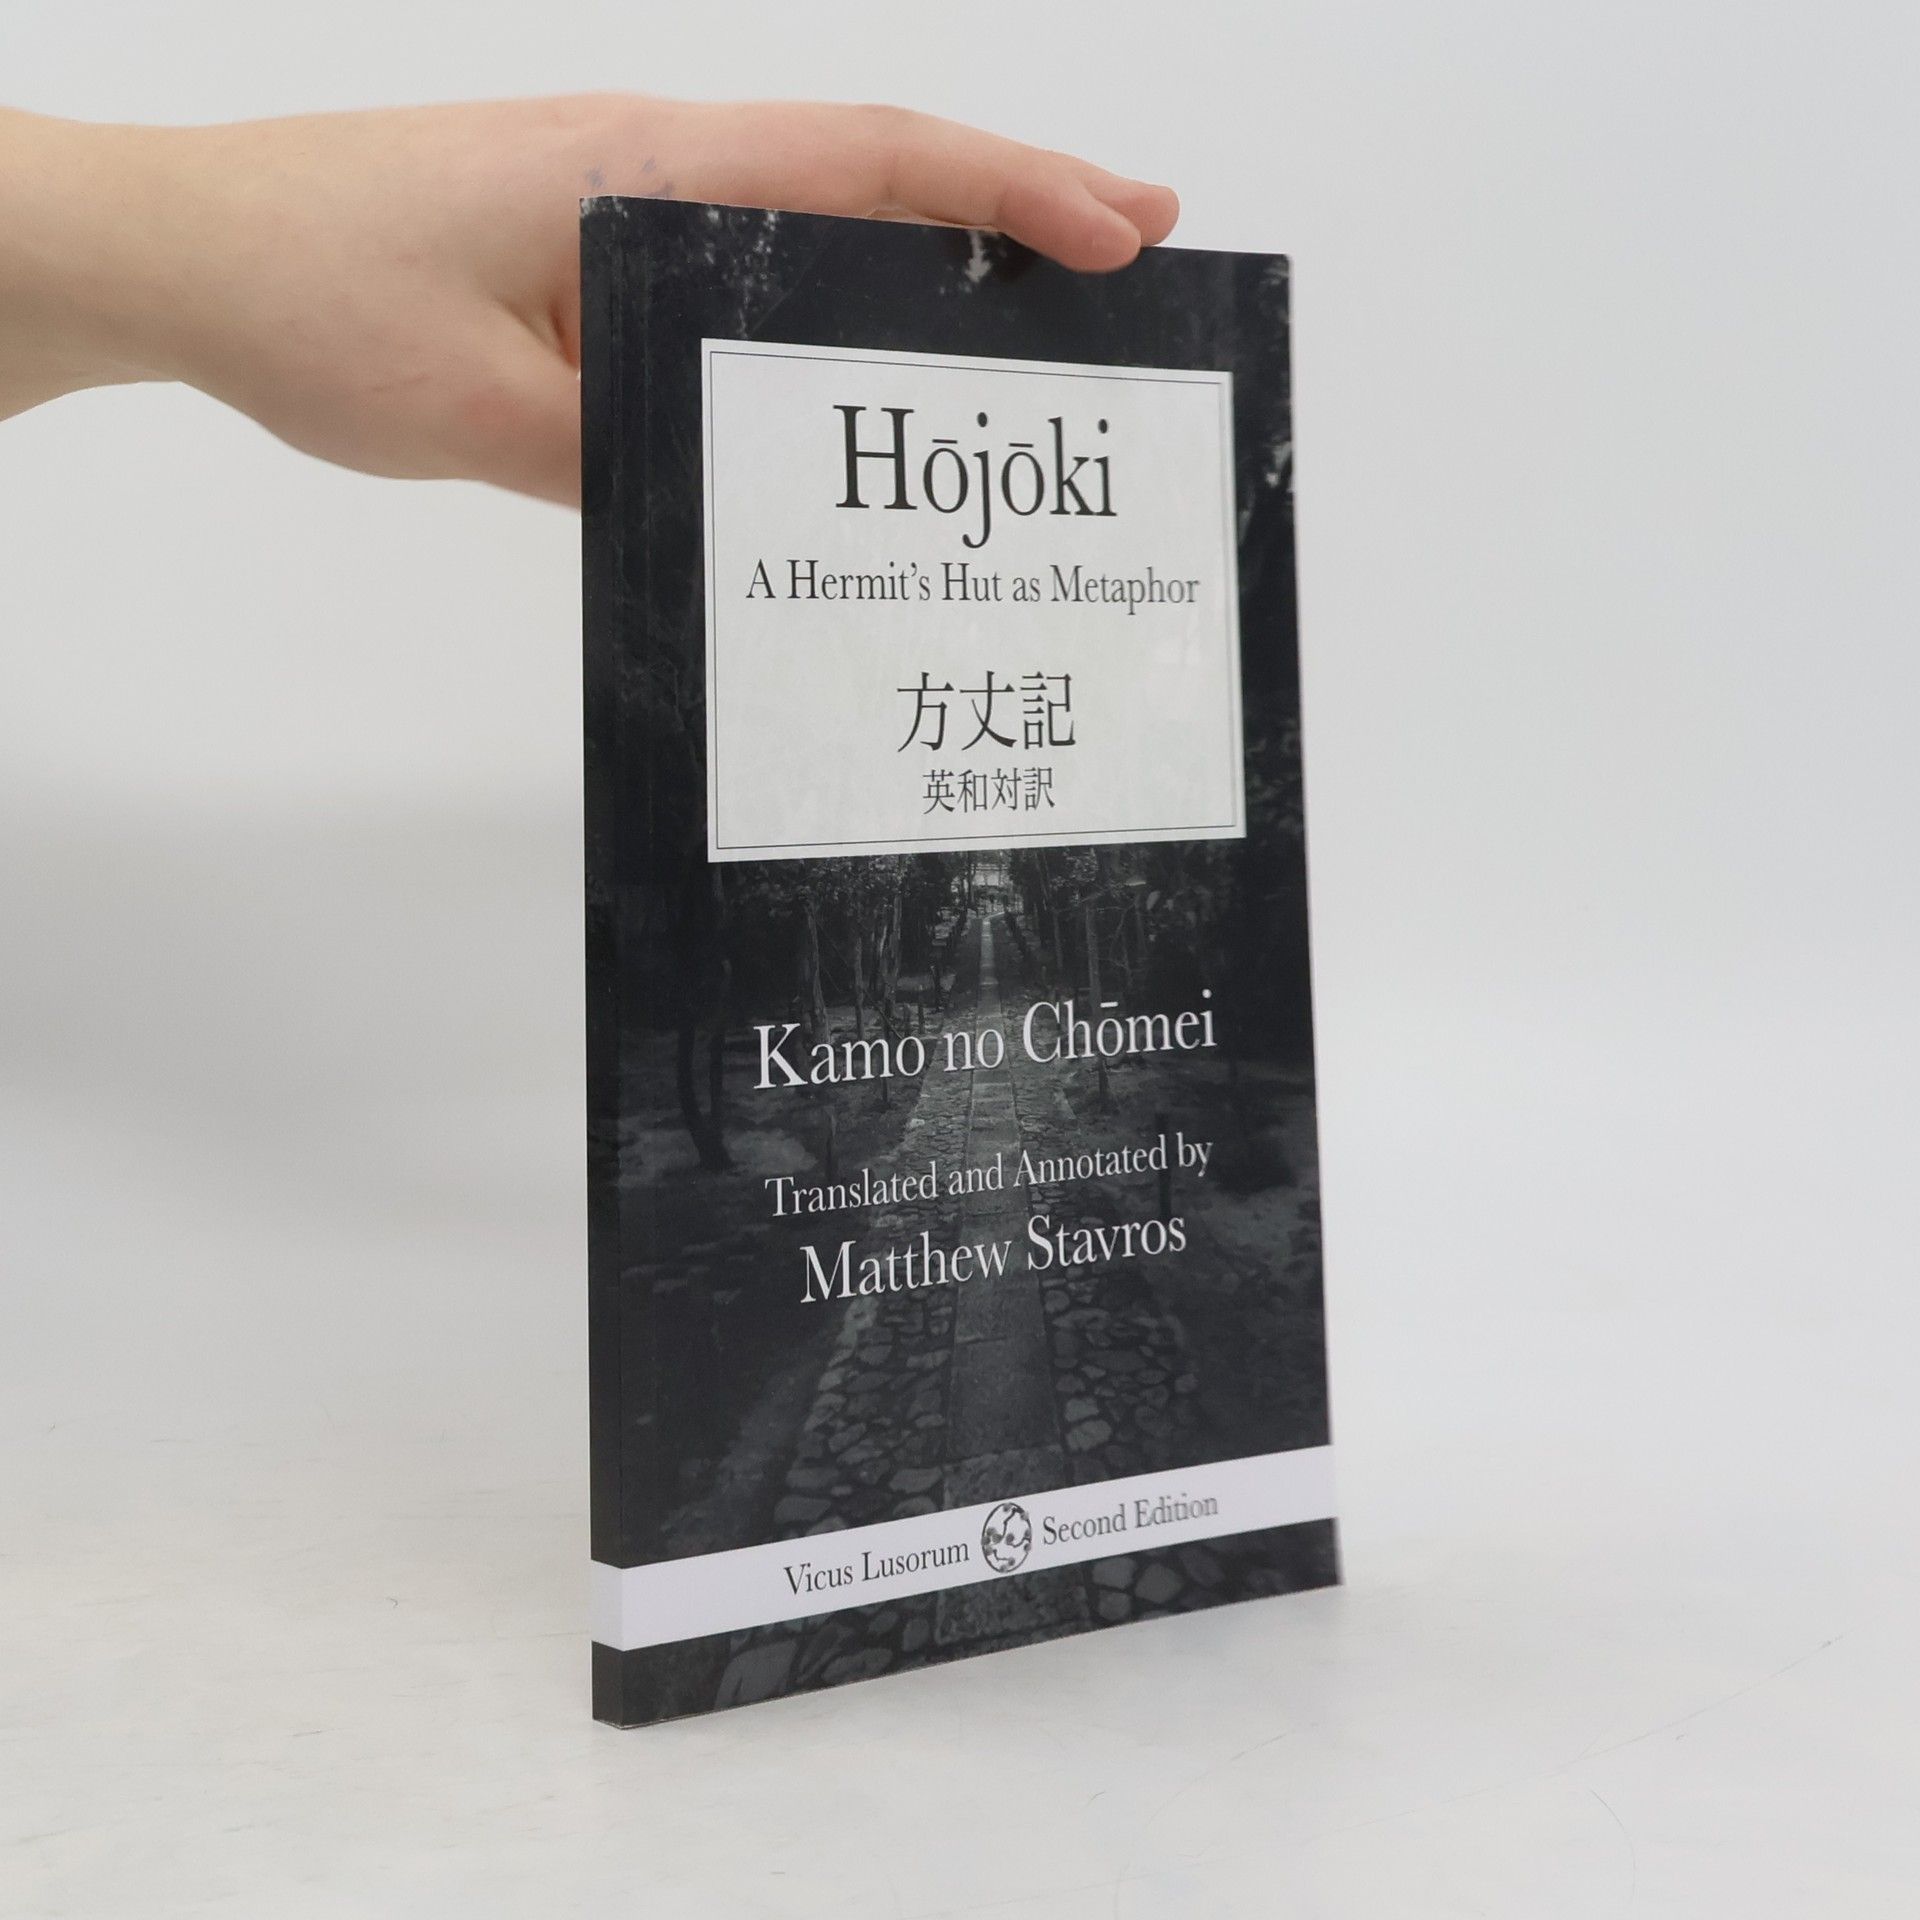 Hōjōki
A Hermit’s Hut as Metaphor
方丈記
英和対訳
Kamo no Chōmei
Translated and Annotated by
Matthew Stavros
Vicus Lusorum Second Edition